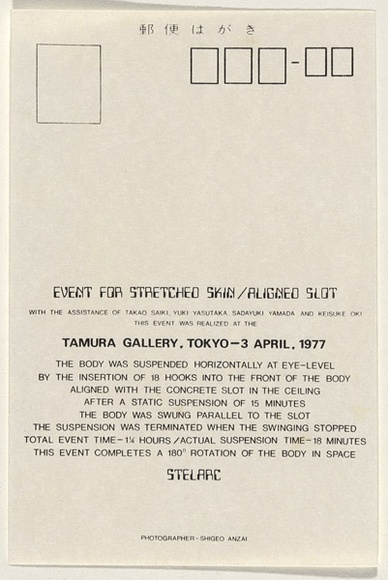 郵便はがき
EVENT FOR STRETCHED SKIN/ALIGNED SLOT
WITH THE ASSISTANCE OF TAKAO SAIKI, YUKI YASUTAKA, SADAYUKI YAMADA AND KEISUKE OKI
THIS EVENT WAS REALIZED AT THE
TAMURA GALLERY, TOKYO—3 APRIL, 1977
THE BODY WAS SUSPENDED HORIZONTALLY AT EYE-LEVEL
BY THE INSERTION OF 18 HOOKS INTO THE FRONT OF THE BODY
ALIGNED WITH THE CONCRETE SLOT IN THE CEILING
AFTER A STATIC SUSPENSION OF 15 MINUTES
THE BODY WAS SWUNG PARALLEL TO THE SLOT
THE SUSPENSION WAS TERMINATED WHEN THE SWINGING STOPPED
TOTAL EVENT TIME—1¼ HOURS/ACTUAL SUSPENSION TIME—18 MINUTES
THIS EVENT COMPLETES A 180° ROTATION OF THE BODY IN SPACE
STELARC
PHOTOGRAPHER-SHIGEO ANZAI